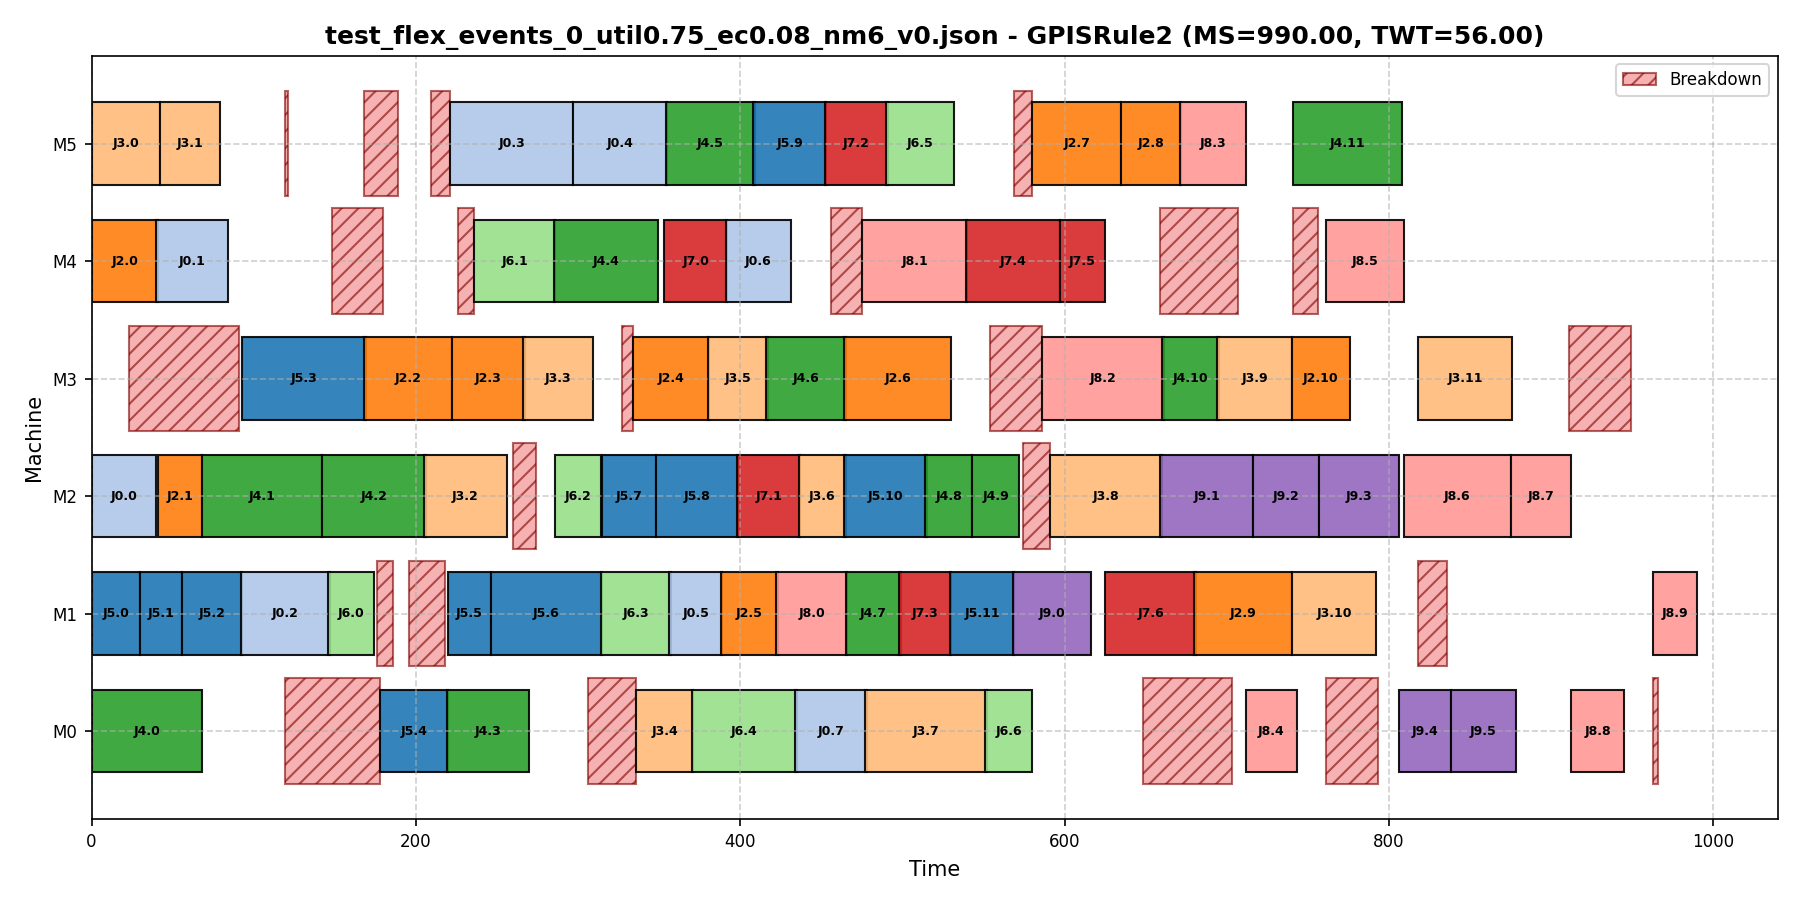 test_flex_events_0_util0.75_ec0.08_nm6_v0.json - GPISRule2 (MS=990.00, TWT=56.00)
Breakdown
M5 J3.0 J3.1 J0.3 J0.4 J4.5 J5.9 J7.2 J6.5 J2.7 J2.8 J8.3 J4.11
M4 J2.0 J0.1 J6.1 J4.4 J7.0 J0.6 J8.1 J7.4 J7.5 J8.5
M3 J5.3 J2.2 J2.3 J3.3 J2.4 J3.5 J4.6 J2.6 J8.2 J4.10 J3.9 J2.10 J3.11
Machine
M2 J0.0 J2.1 J4.1 J4.2 J3.2 J6.2 J5.7 J5.8 J7.1 J3.6 J5.10 J4.8 J4.9 J3.8 J9.1 J9.2 J9.3 J8.6 J8.7
M1 J5.0 J5.1 J5.2 J0.2 J6.0 J5.5 J5.6 J6.3 J0.5 J2.5 J8.0 J4.7 J7.3 J5.11 J9.0 J7.6 J2.9 J3.10 J8.9
M0 J4.0 J5.4 J4.3 J3.4 J6.4 J0.7 J3.7 J6.6 J8.4 J9.4 J9.5 J8.8
0 200 400 600 800 1000
Time